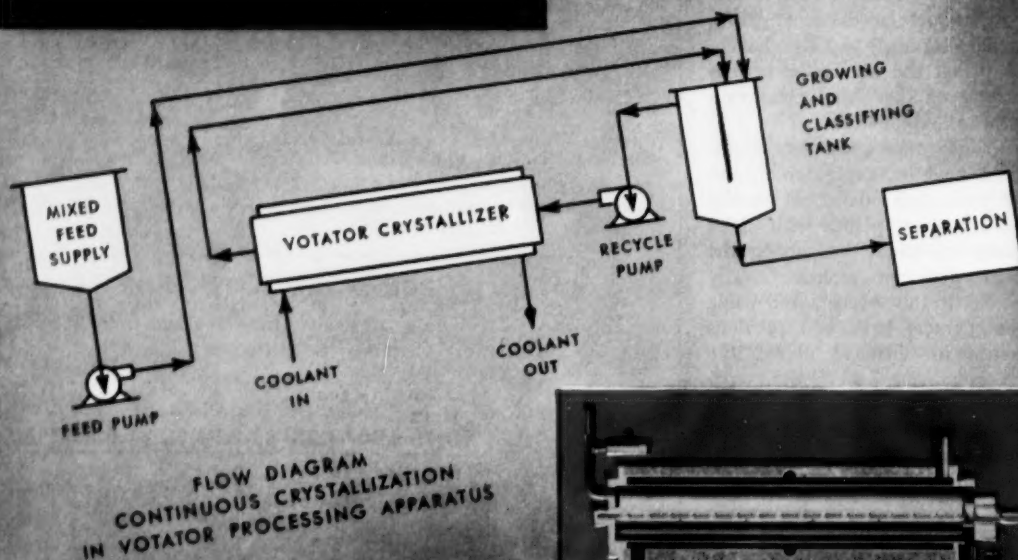 GROWING
AND
CLASSIFYING
TANK
MIXED
FEED
SUPPLY
VOTATOR CRYSTALLIZER
RECYCLE
PUMP
SEPARATION
COOLANT
IN
COOLANT
OUT
FEED PUMP
FLOW DIAGRAM
CONTINUOUS CRYSTALLIZATION
IN VOTATOR PROCESSING APPARATUS